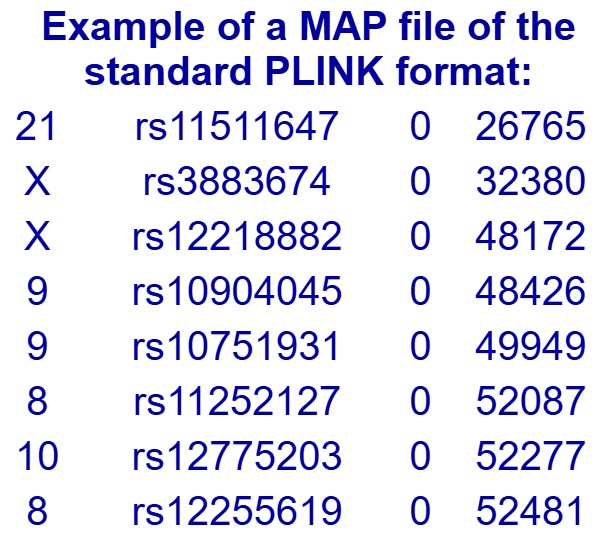 Example of a MAP file of the
standard PLINK format:
21 rs11511647 0 26765
X rs3883674 0 32380
X rs12218882 0 48172
9 rs10904045 0 48426
9 rs10751931 0 49949
8 rs11252127 0 52087
10 rs12775203 0 52277
8 rs12255619 0 52481